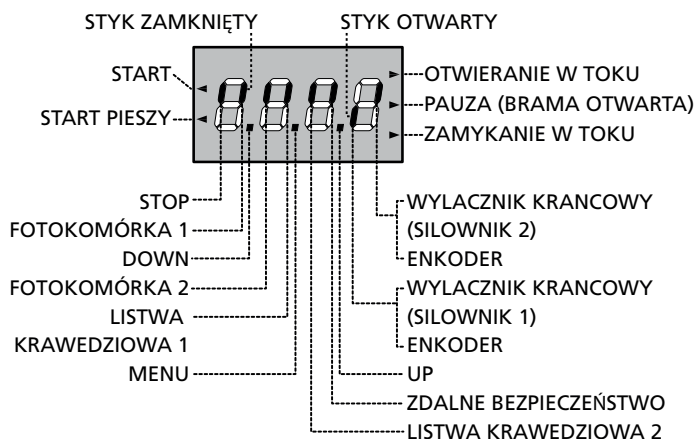 STYK ZAMKNIĘTY
STYK OTWARTY
START
START PIESZY
OTWIERANIE W TOKU
PAUZA (BRAMA OTWARTA)
ZAMYKANIE W TOKU
STOP
FOTOKOMÓRKA 1
DOWN
FOTOKOMÓRKA 2
LISTWA
KRAWEDZIOWA 1
MENU
WYLACZNIK KRANCOWY
(SILOWNIK 2)
ENKODER
WYLACZNIK KRANCOWY
(SILOWNIK 1)
ENKODER
UP
ZDALNE BEZPIECZEŃSTWO
LISTWA KRAWEDZIOWA 2